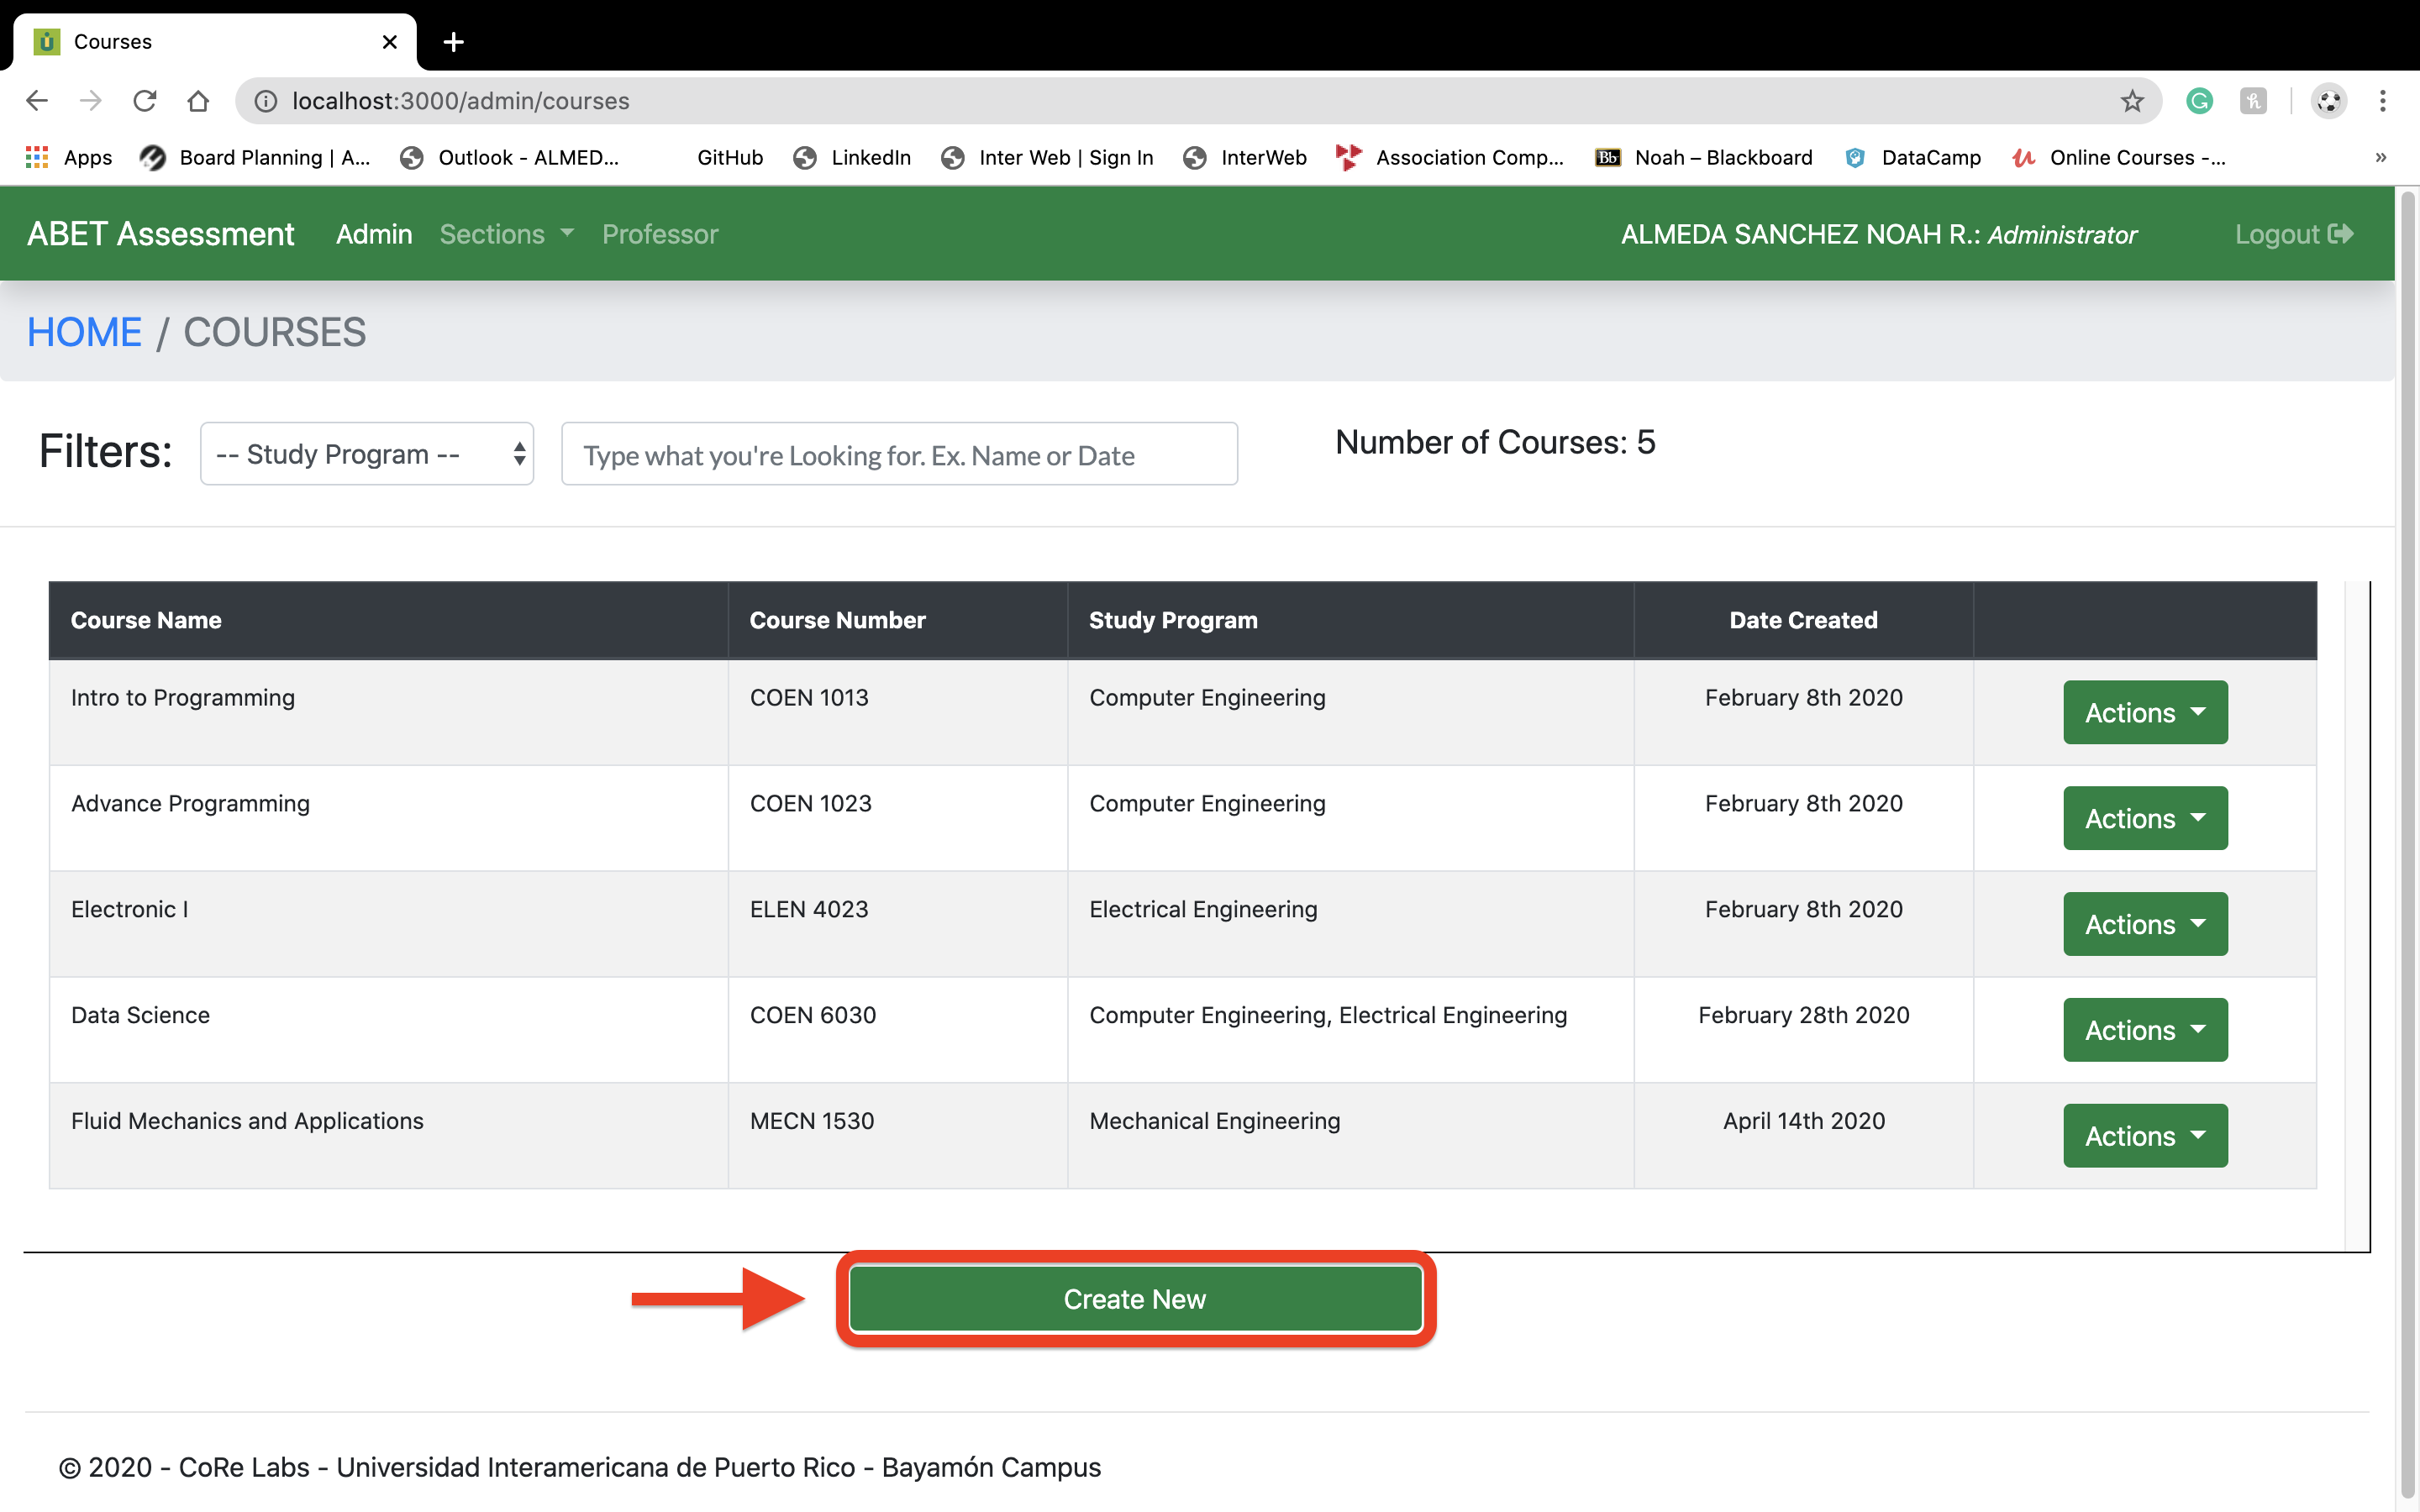 Courses
localhost:3000/admin/courses
Apps Board Planning | A... Outlook - ALMED... GitHub LinkedIn Inter Web | Sign In InterWeb Association Comp... Bb Noah – Blackboard DataCamp Online Courses -... »
ABET Assessment Admin Sections Professor ALMEDA SANCHEZ NOAH R.: Administrator Logout
HOME / COURSES
Filters: -- Study Program -- Type what you're Looking for. Ex. Name or Date Number of Courses: 5
Course Name Course Number Study Program Date Created
Intro to Programming COEN 1013 Computer Engineering February 8th 2020 Actions
Advance Programming COEN 1023 Computer Engineering February 8th 2020 Actions
Electronic I ELEN 4023 Electrical Engineering February 8th 2020 Actions
Data Science COEN 6030 Computer Engineering, Electrical Engineering February 28th 2020 Actions
Fluid Mechanics and Applications MECN 1530 Mechanical Engineering April 14th 2020 Actions
Create New
© 2020 - CoRe Labs - Universidad Interamericana de Puerto Rico - Bayamón Campus